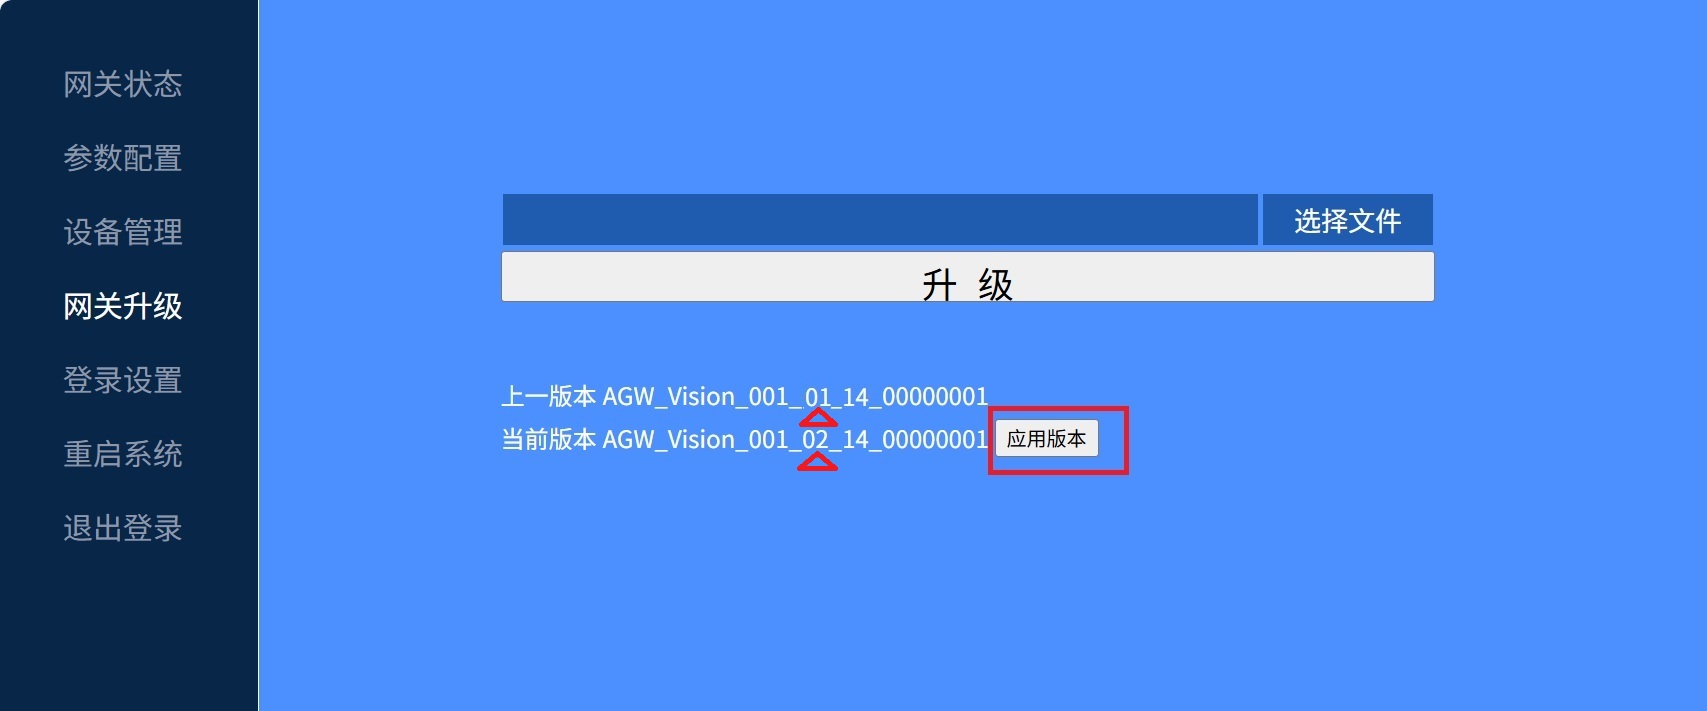 网关状态
参数配置
设备管理
网关升级
登录设置
重启系统
退出登录
选择文件
升 级
上一版本 AGW_Vision_001_01_14_00000001
当前版本 AGW_Vision_001_02_14_00000001 应用版本